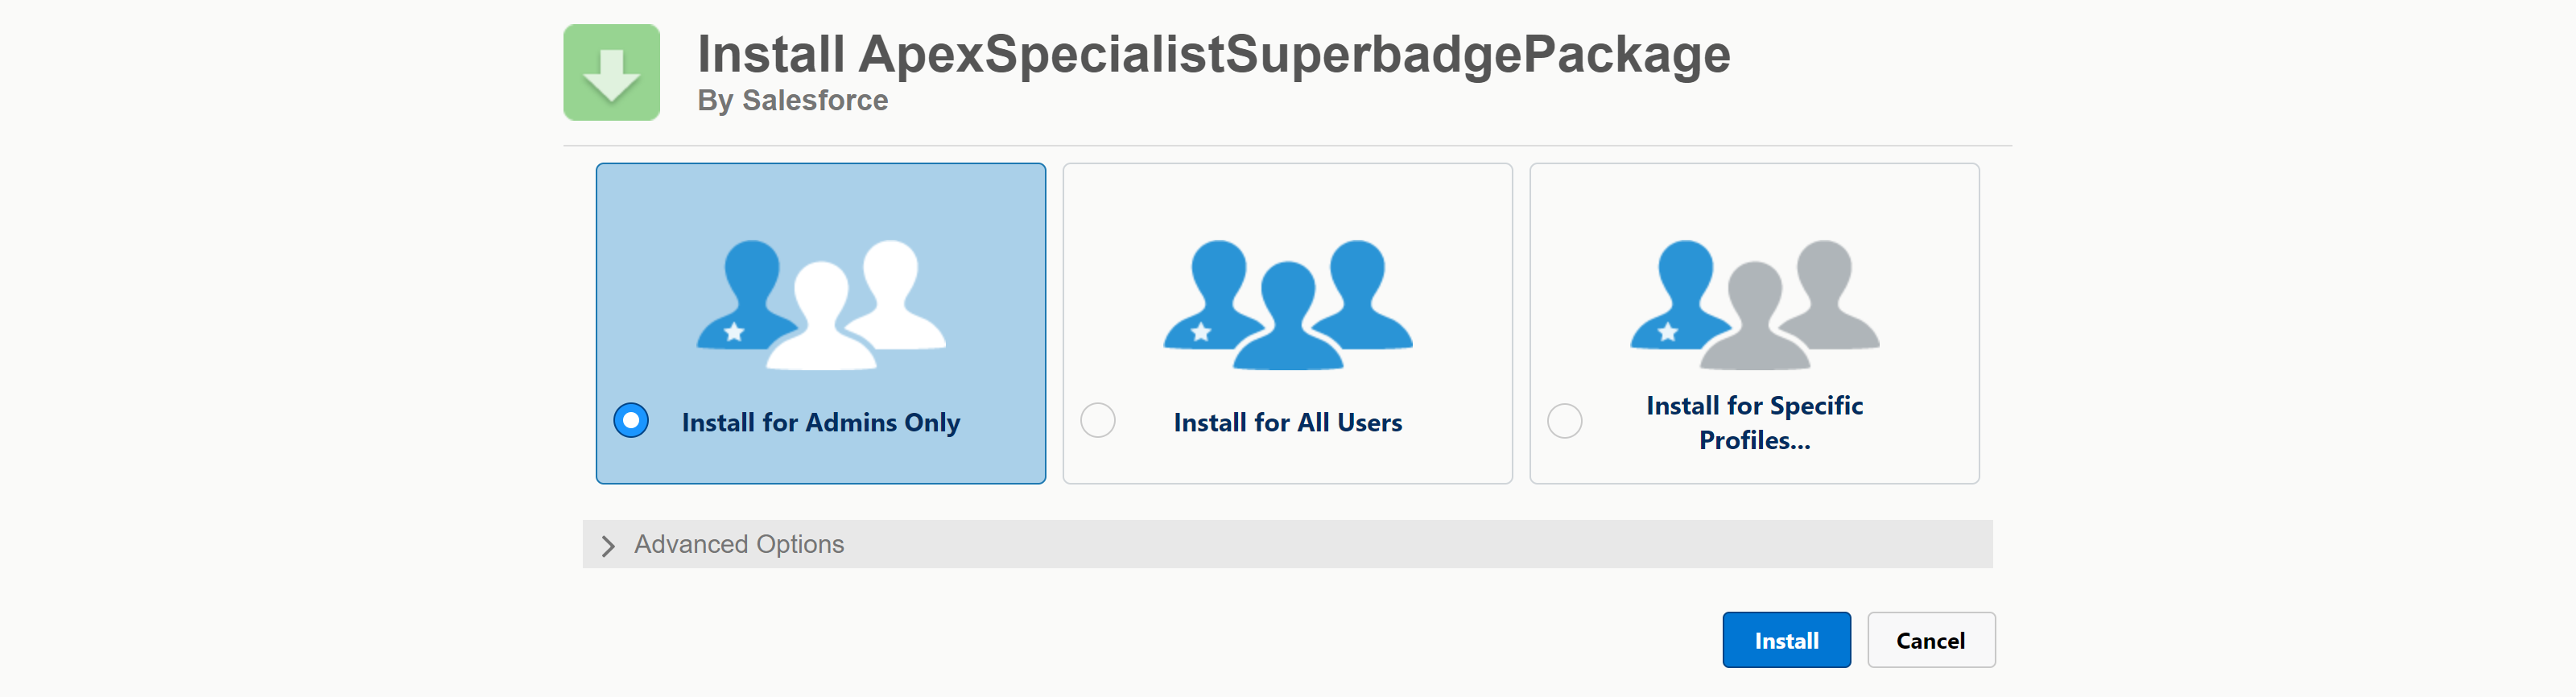 Install ApexSpecialistSuperbadgePackage
By Salesforce
Install for Admins Only
Install for All Users
Install for Specific
Profiles...
Advanced Options
Install
Cancel